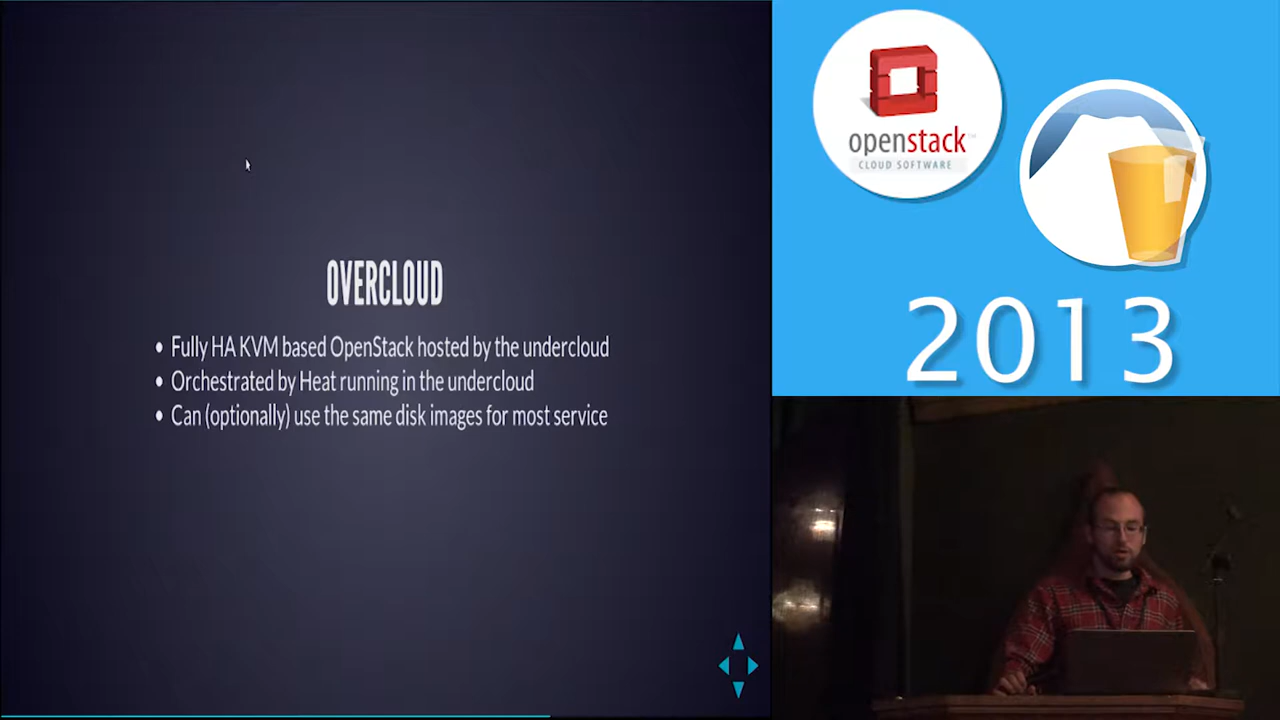 OVERCLOUD
• Fully HA KVM based OpenStack hosted by the undercloud
• Orchestrated by Heat running in the undercloud
• Can (optionally) use the same disk images for most service
openstack™
CLOUD SOFTWARE
2013